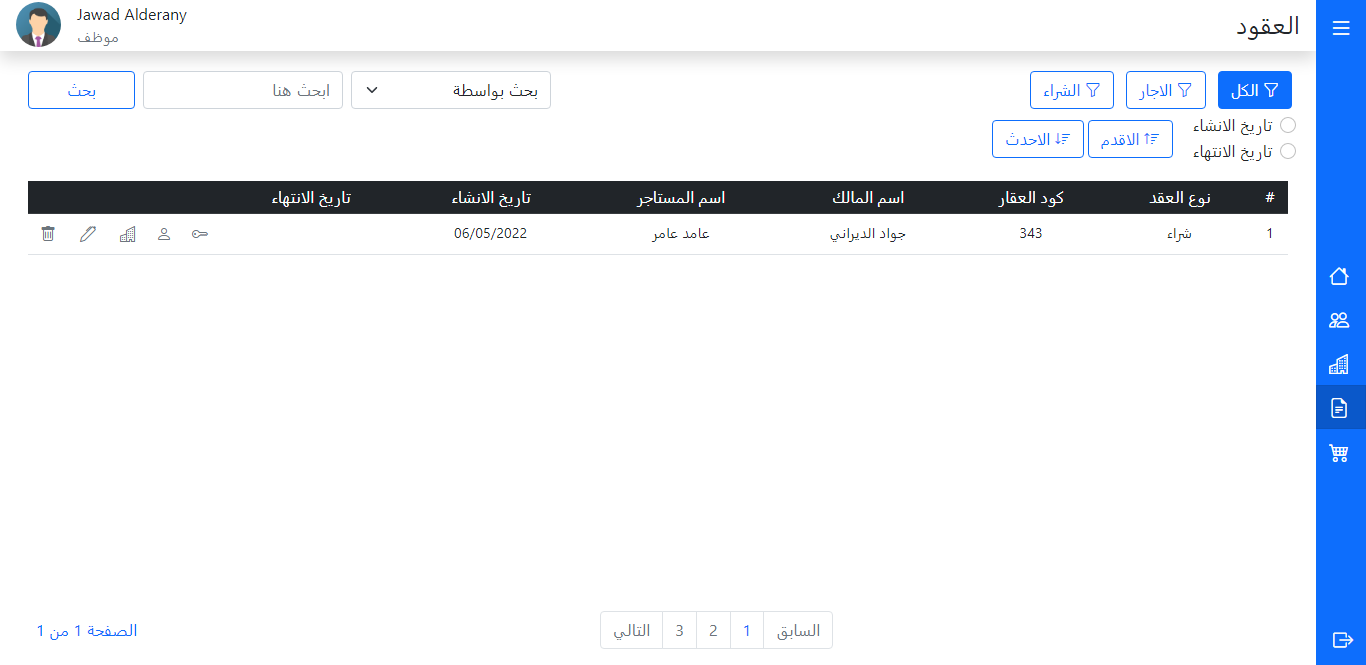 العقود
Jawad Alderany
موظف
الكل
الاجار
الشراء
بحث بواسطة
ابحث هنا
بحث
تاريخ الانشاء
تاريخ الانتهاء
الاقدم
الاحدث
# نوع العقد كود العقار اسم المالك اسم المستاجر تاريخ الانشاء تاريخ الانتهاء
1 شراء 343 جواد الديراني عامد عامر 06/05/2022
السابق 1 2 3 التالي
الصفحة 1 من 1